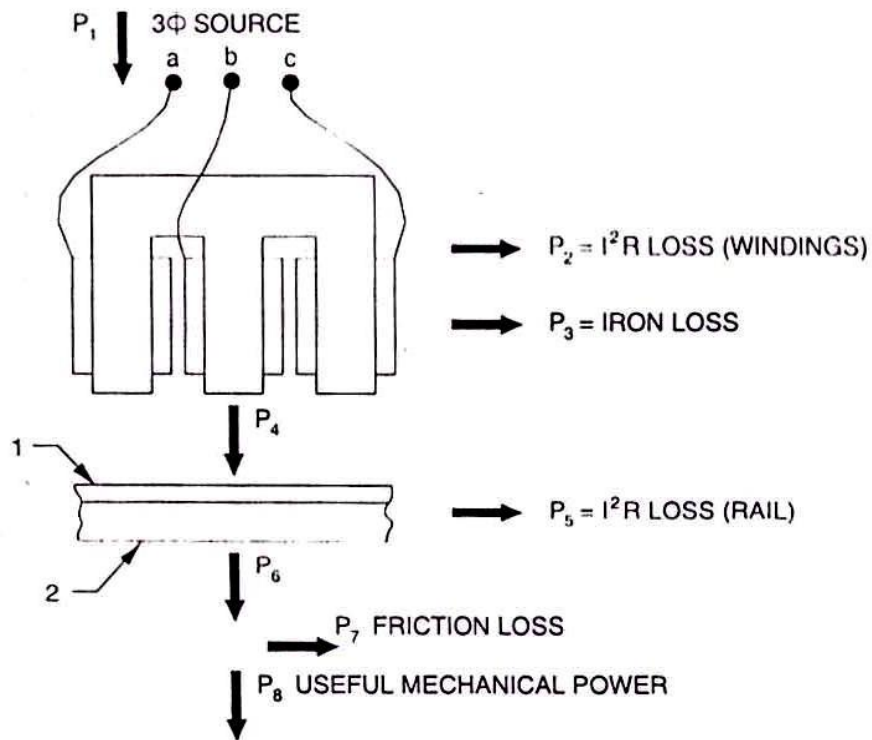 P₁ 3Φ SOURCE
a b c
P₂ = I²R LOSS (WINDINGS)
P₃ = IRON LOSS
P₄
1
P₅ = I²R LOSS (RAIL)
2
P₆
P₇ FRICTION LOSS
P₈ USEFUL MECHANICAL POWER